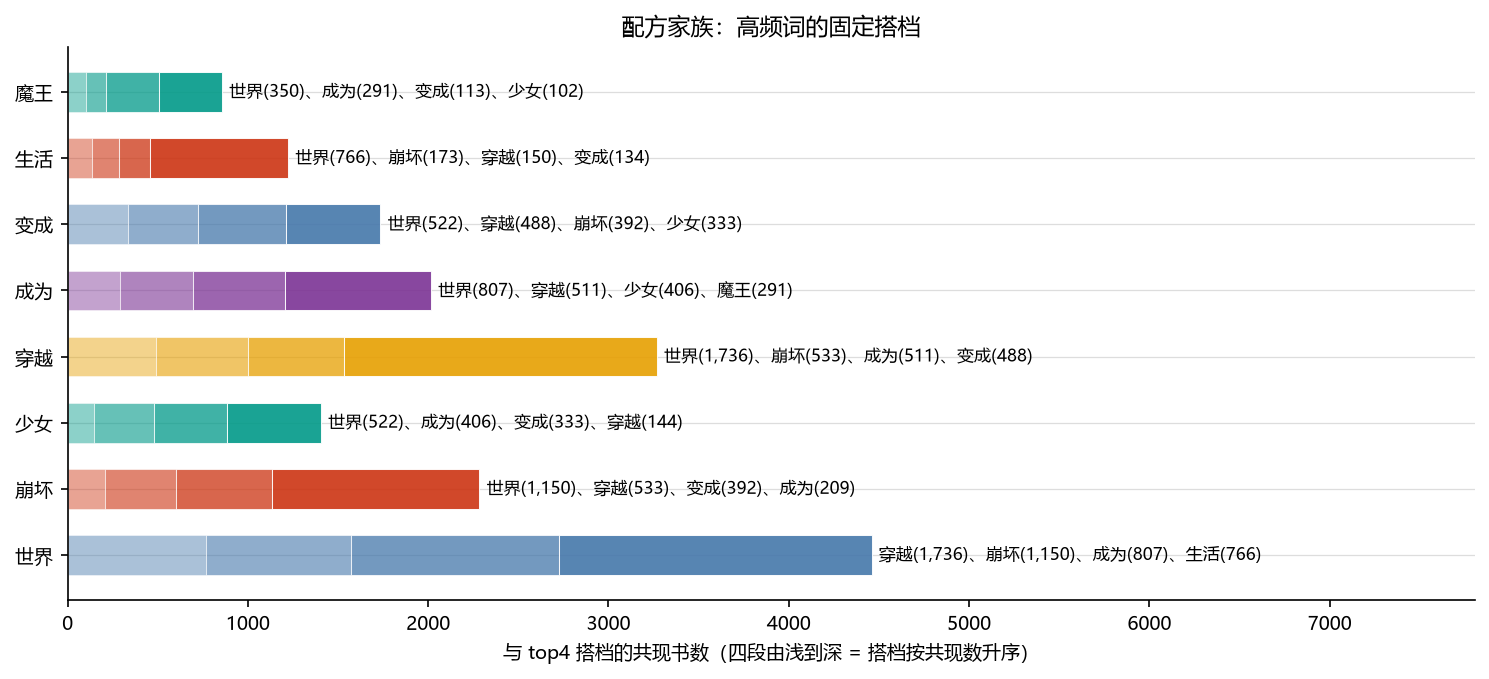 配方家族：高频词的固定搭档
魔王 世界(350)、成为(291)、变成(113)、少女(102)
生活 世界(766)、崩坏(173)、穿越(150)、变成(134)
变成 世界(522)、穿越(488)、崩坏(392)、少女(333)
成为 世界(807)、穿越(511)、少女(406)、魔王(291)
穿越 世界(1,736)、崩坏(533)、成为(511)、变成(488)
少女 世界(522)、成为(406)、变成(333)、穿越(144)
崩坏 世界(1,150)、穿越(533)、变成(392)、成为(209)
世界 穿越(1,736)、崩坏(1,150)、成为(807)、生活(766)
0 1000 2000 3000 4000 5000 6000 7000
与 top4 搭档的共现书数（四段由浅到深 = 搭档按共现数升序）